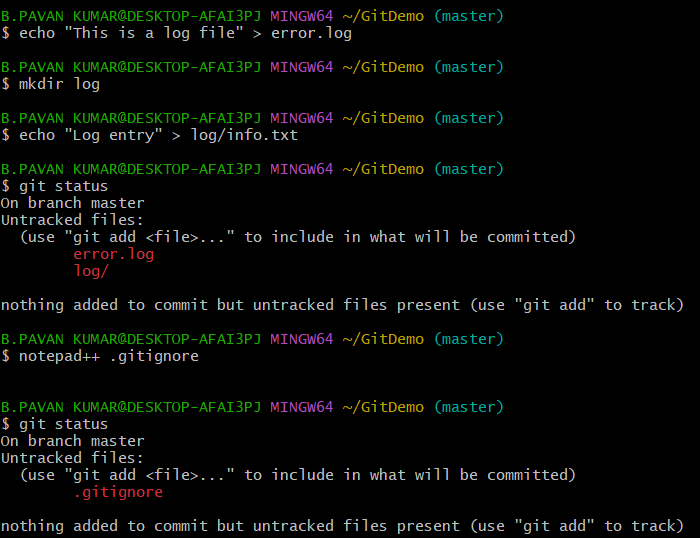 B.PAVAN KUMAR@DESKTOP-AFAI3PJ MINGW64 ~/GitDemo (master)
$ echo "This is a log file" > error.log
B.PAVAN KUMAR@DESKTOP-AFAI3PJ MINGW64 ~/GitDemo (master)
$ mkdir log
B.PAVAN KUMAR@DESKTOP-AFAI3PJ MINGW64 ~/GitDemo (master)
$ echo "Log entry" > log/info.txt
B.PAVAN KUMAR@DESKTOP-AFAI3PJ MINGW64 ~/GitDemo (master)
$ git status
On branch master
Untracked files:
  (use "git add <file>..." to include in what will be committed)
        error.log
        log/
nothing added to commit but untracked files present (use "git add" to track)
B.PAVAN KUMAR@DESKTOP-AFAI3PJ MINGW64 ~/GitDemo (master)
$ notepad++ .gitignore
B.PAVAN KUMAR@DESKTOP-AFAI3PJ MINGW64 ~/GitDemo (master)
$ git status
On branch master
Untracked files:
  (use "git add <file>..." to include in what will be committed)
        .gitignore
nothing added to commit but untracked files present (use "git add" to track)